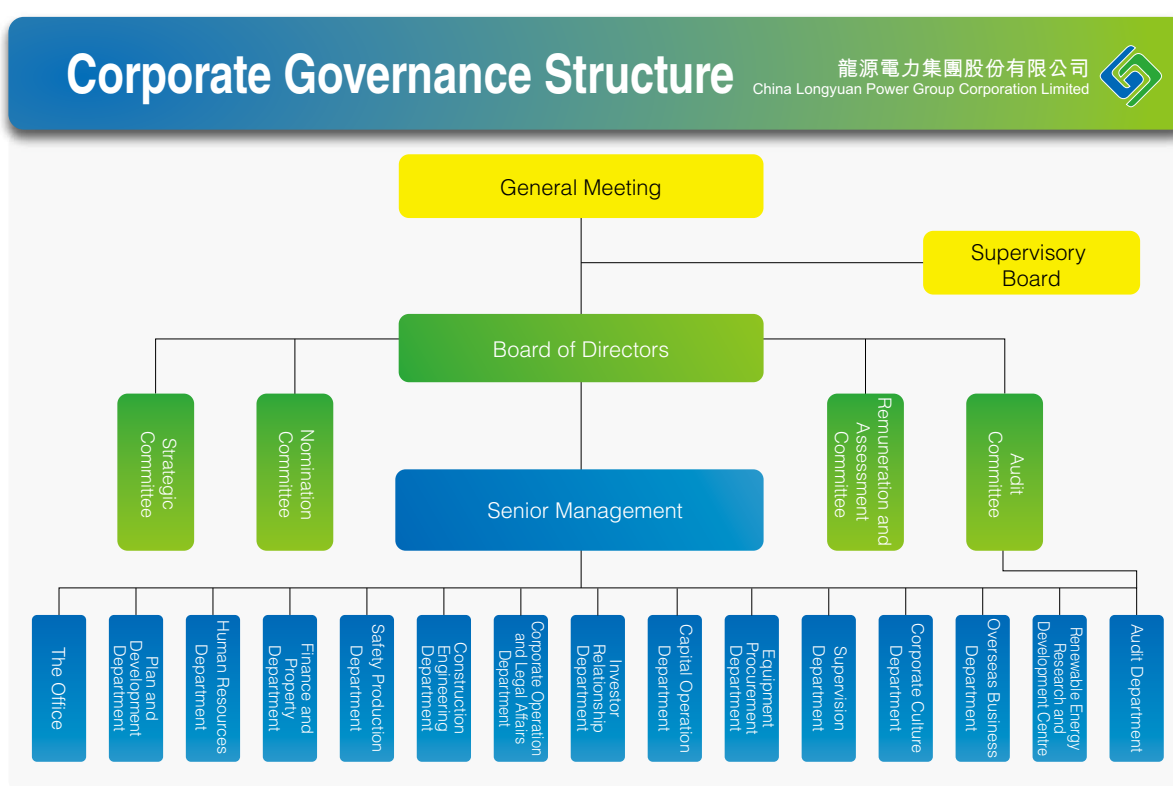 Corporate Governance Structure
龍源電力集團股份有限公司
China Longyuan Power Group Corporation Limited
General Meeting
Supervisory
Board
Board of Directors
Strategic
Committee
Nomination
Committee
Remuneration and
Assessment
Committee
Audit
Committee
Senior Management
The Office
Plan and
Development
Department
Human Resources
Department
Finance and
Property
Department
Safety Production
Department
Construction
Engineering
Department
Corporate Operation
and Legal Affairs
Department
Investor
Relationship
Department
Capital Operation
Department
Equipment
Procurement
Department
Supervision
Department
Corporate Culture
Department
Overseas Business
Department
Renewable Energy
Research and
Development Centre
Audit Department